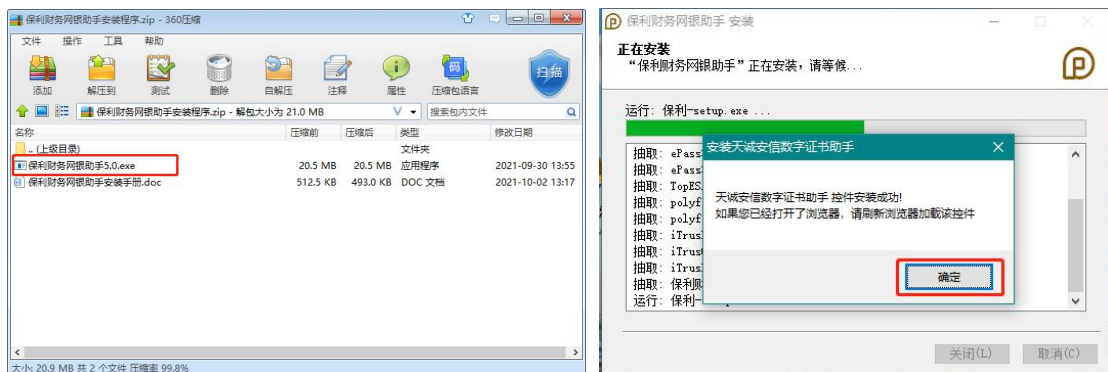 保利财务网银助手安装程序.zip - 360压缩
文件 操作 工具 帮助
添加 解压到 测试 删除 自解压 注释 属性 压缩包语言 扫描
码
保利财务网银助手安装程序.zip - 解包大小为 21.0 MB
搜索包内文件
名称 压缩前 压缩后 类型 修改日期
.. (上级目录) 文件夹
保利财务网银助手5.0.exe 20.5 MB 20.5 MB 应用程序 2021-09-30 13:55
保利财务网银助手安装手册.doc 512.5 KB 493.0 KB DOC 文档 2021-10-02 13:17
大小: 20.9 MB 共 2 个文件 压缩率 99.8%
保利财务网银助手 安装
正在安装
“保利财务网银助手”正在安装，请等候...
运行: 保利-setup.exe ...
抽取: ePass
抽取: ePass
抽取: TopES
抽取: polyf
抽取: polyf
抽取: iTrus
抽取: iTrus
抽取: iTrus
抽取: 保利财
运行: 保利-
安装天诚安信数字证书助手
天诚安信数字证书助手 控件安装成功!
如果您已经打开了浏览器，请刷新浏览器加载该控件
确定
关闭(L) 取消(C)